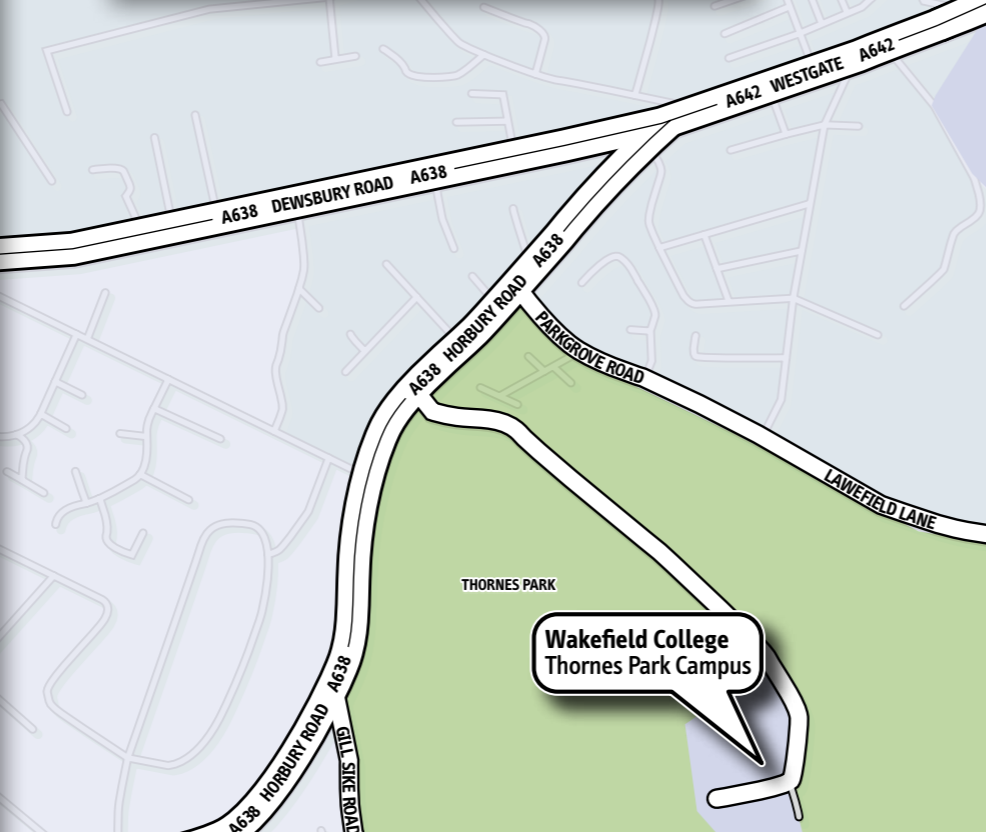 A642 WESTGATE A642
A638 DEWSBURY ROAD A638
A638 HORBURY ROAD A638
PARKGROVE ROAD
LAWEFIELD LANE
THORNES PARK
Wakefield College
Thornes Park Campus
A638 HORBURY ROAD A638
GILL SIKE ROAD